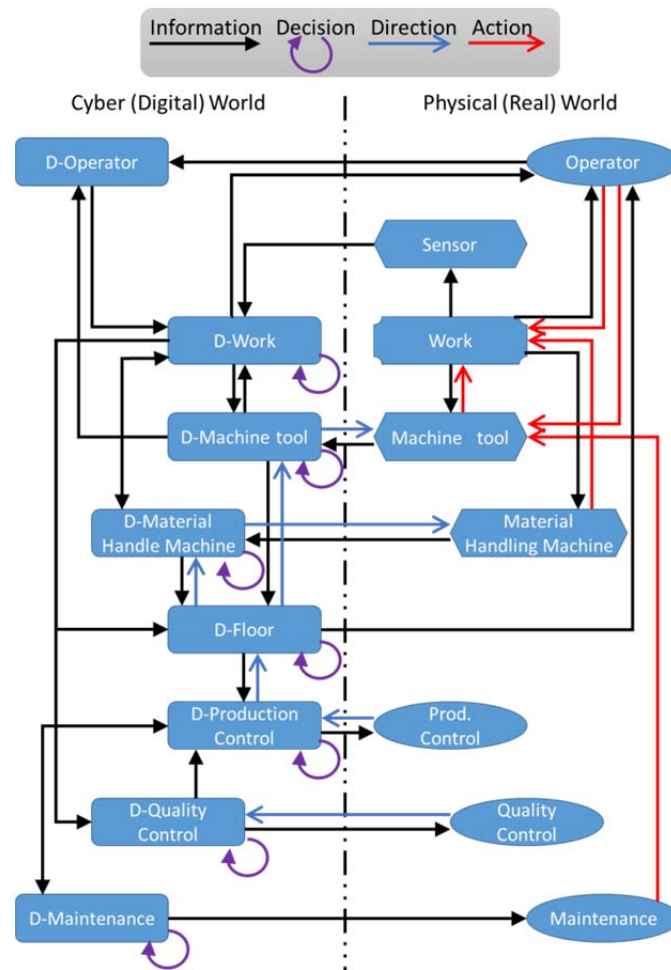 Information Decision Direction Action
Cyber (Digital) World
Physical (Real) World
D-Operator
Operator
Sensor
D-Work
Work
D-Machine tool
Machine tool
D-Material
Handle Machine
Material
Handling Machine
D-Floor
D-Production
Control
Prod.
Control
D-Quality
Control
Quality
Control
D-Maintenance
Maintenance